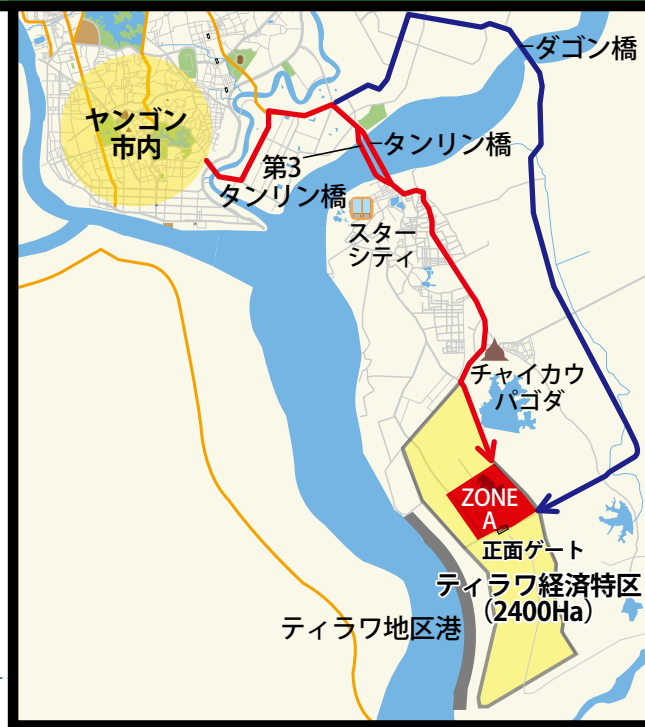 ダゴン橋
ヤンゴン
市内
タンリン橋
第3
タンリン橋
スター
シティ
チャイカウ
パゴダ
ZONE
A
正面ゲート
ティラワ経済特区
(2400Ha)
ティラワ地区港